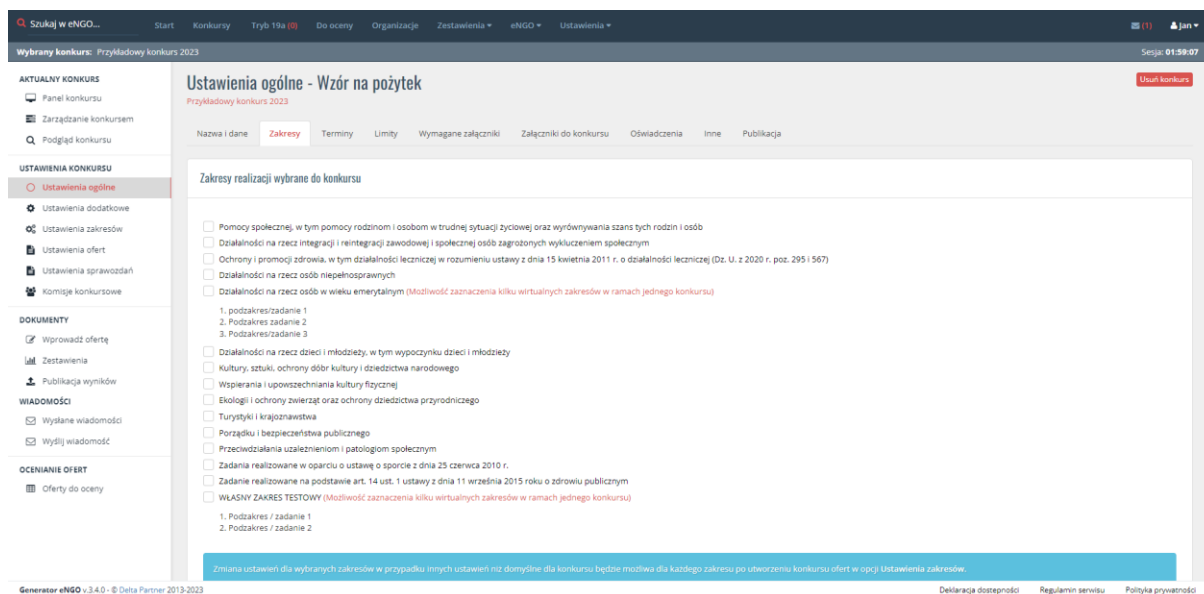 Szukaj w eNGO... Start Konkursy Tryb 19a (0) Do oceny Organizacje Zestawienia eNGO Ustawienia (1) Jan
Wybrany konkurs: Przykładowy konkurs 2023 Sesja: 01:59:07
AKTUALNY KONKURS
Panel konkursu
Zarządzanie konkursem
Podgląd konkursu
USTAWIENIA KONKURSU
Ustawienia ogólne
Ustawienia dodatkowe
Ustawienia zakresów
Ustawienia ofert
Ustawienia sprawozdań
Komisje konkursowe
DOKUMENTY
Wprowadź ofertę
Zestawienia
Publikacja wyników
WIADOMOŚCI
Wysłane wiadomości
Wyślij wiadomość
OCENIANIE OFERT
Oferty do oceny
Ustawienia ogólne - Wzór na pożytek
Usuń konkurs
Przykładowy konkurs 2023
Nazwa i dane Zakresy Terminy Limity Wymagane załączniki Załączniki do konkursu Oświadczenia Inne Publikacja
Zakresy realizacji wybrane do konkursu
Pomocy społecznej, w tym pomocy rodzinom i osobom w trudnej sytuacji życiowej oraz wyrównywania szans tych rodzin i osób
Działalności na rzecz integracji i reintegracji zawodowej i społecznej osób zagrożonych wykluczeniem społecznym
Ochrony i promocji zdrowia, w tym działalności leczniczej w rozumieniu ustawy z dnia 15 kwietnia 2011 r. o działalności leczniczej (Dz. U. z 2020 r. poz. 295 i 567)
Działalności na rzecz osób niepełnosprawnych
Działalności na rzecz osób w wieku emerytalnym (Możliwość zaznaczenia kilku wirtualnych zakresów w ramach jednego konkursu)
1. podzakres/zadanie 1
2. Podzakres zadanie 2
3. Podzakres/zadanie 3
Działalności na rzecz dzieci i młodzieży, w tym wypoczynku dzieci i młodzieży
Kultury, sztuki, ochrony dóbr kultury i dziedzictwa narodowego
Wspierania i upowszechniania kultury fizycznej
Ekologii i ochrony zwierząt oraz ochrony dziedzictwa przyrodniczego
Turystyki i krajoznawstwa
Porządku i bezpieczeństwa publicznego
Przeciwdziałania uzależnieniom i patologiom społecznym
Zadania realizowane w oparciu o ustawę o sporcie z dnia 25 czerwca 2010 r.
Zadanie realizowane na podstawie art. 14 ust. 1 ustawy z dnia 11 września 2015 roku o zdrowiu publicznym
WŁASNY ZAKRES TESTOWY (Możliwość zaznaczenia kilku wirtualnych zakresów w ramach jednego konkursu)
1. Podzakres / zadanie 1
2. Podzakres / zadanie 2
Zmiana ustawień dla wybranych zakresów w przypadku innych ustawień niż domyślne dla konkursu będzie możliwa dla każdego zakresu po utworzeniu konkursu ofert w opcji Ustawienia zakresów.
Generator eNGO v.3.4.0 - © Delta Partner 2013-2023 Deklaracja dostępności Regulamin serwisu Polityka prywatności